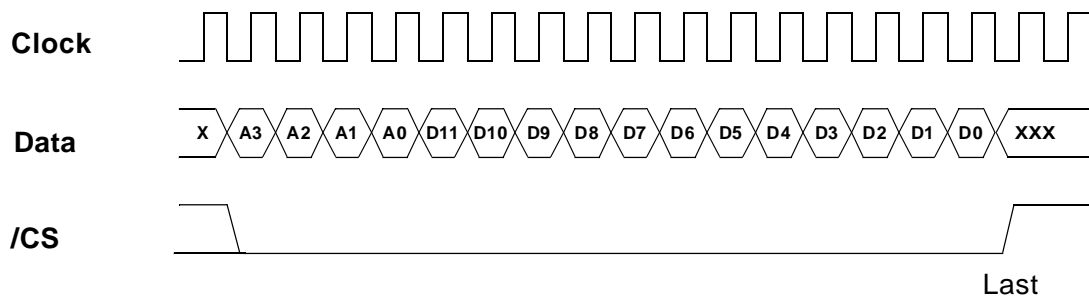 Clock
Data X A3 A2 A1 A0 D11 D10 D9 D8 D7 D6 D5 D4 D3 D2 D1 D0 XXX
/CS
Last